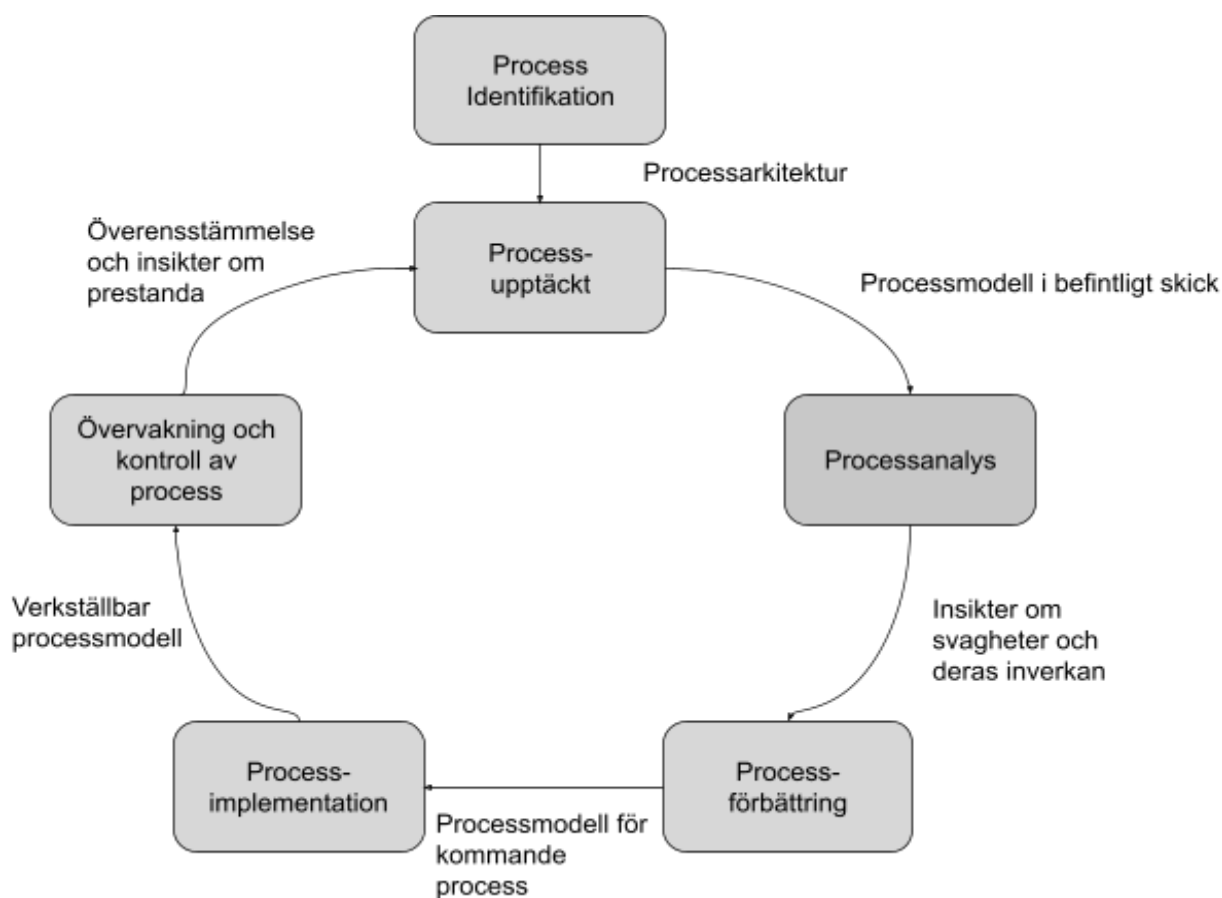 Process
Identifikation
Processarkitektur
Process-
upptäckt
Överensstämmelse
och insikter om
prestanda
Processmodell i befintligt skick
Övervakning och
kontroll av
process
Processanalys
Verkställbar
processmodell
Insikter om
svagheter och
deras inverkan
Process-
implementation
Process-
förbättring
Processmodell för
kommande
process